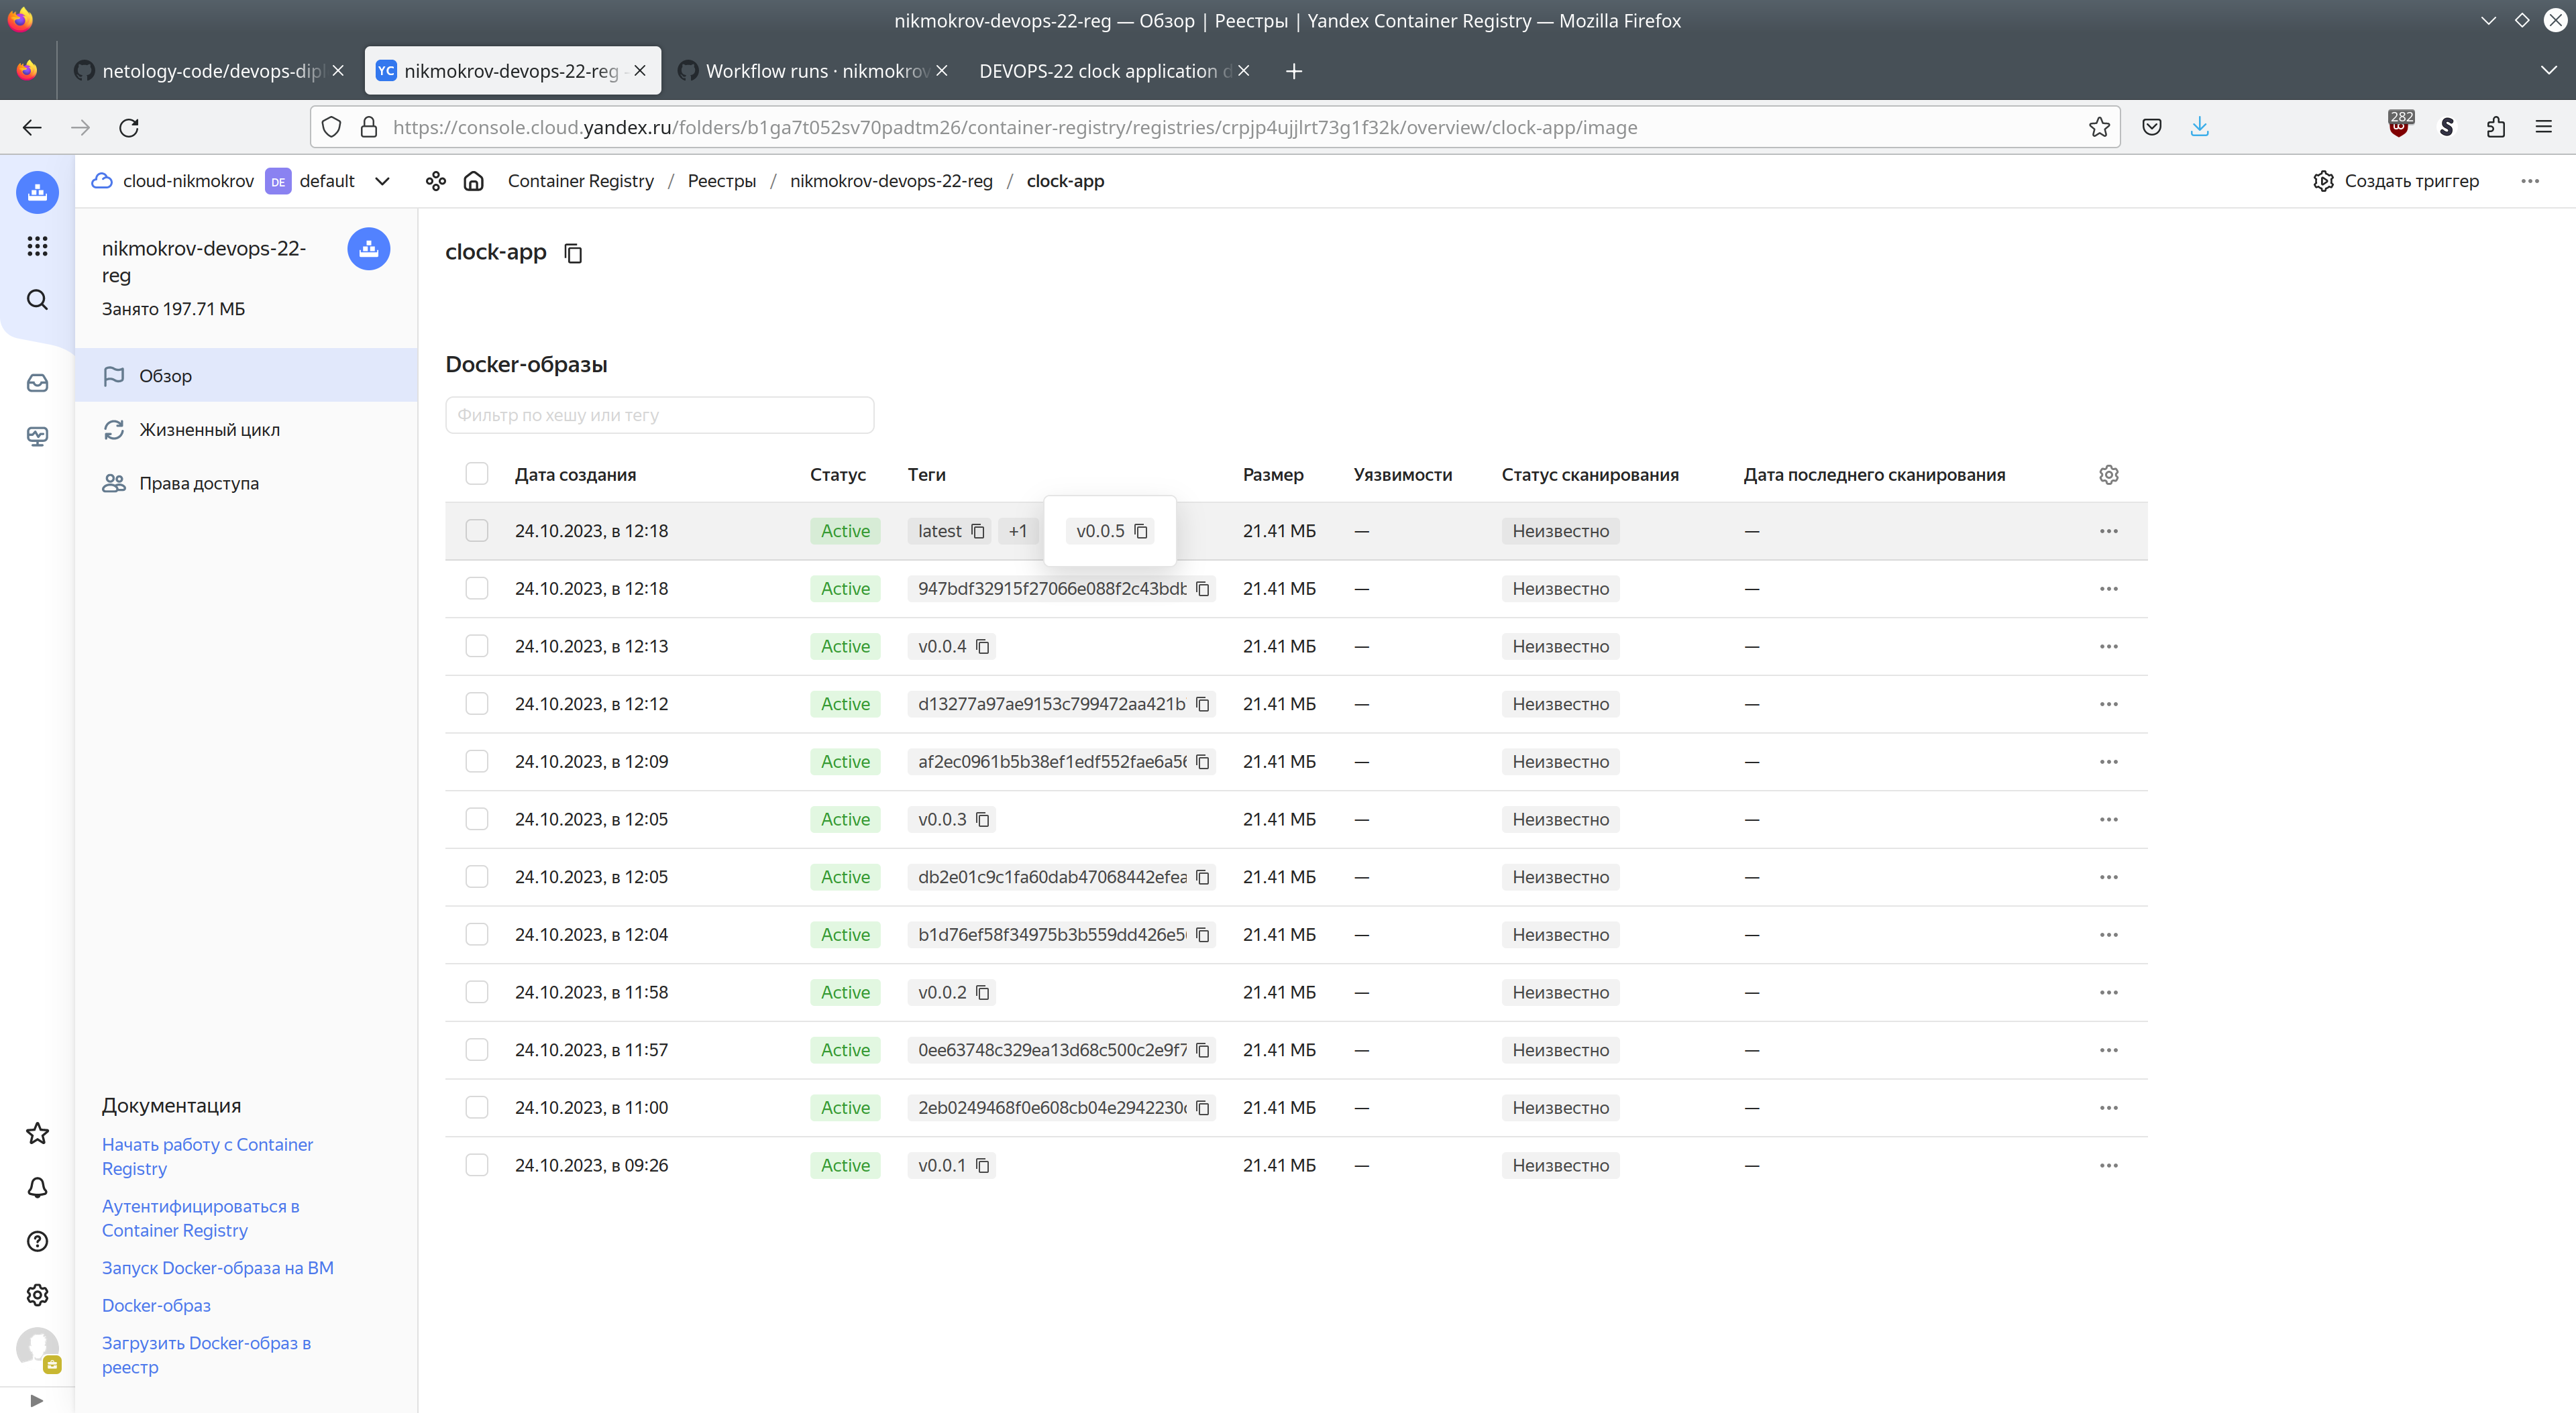 nikmokrov-devops-22-reg — Обзор | Реестры | Yandex Container Registry — Mozilla Firefox
netology-code/devops-dip
YC nikmokrov-devops-22-reg -
Workflow runs · nikmokrov
DEVOPS-22 clock application d
https://console.cloud.yandex.ru/folders/b1ga7t052sv70padtm26/container-registry/registries/crpjp4ujjlrt73g1f32k/overview/clock-app/image
282
cloud-nikmokrov DE default Container Registry / Реестры / nikmokrov-devops-22-reg / clock-app Создать триггер
nikmokrov-devops-22-
reg
Занято 197.71 МБ
Обзор
Жизненный цикл
Права доступа
Документация
Начать работу с Container
Registry
Аутентифицироваться в
Container Registry
Запуск Docker-образа на ВМ
Docker-образ
Загрузить Docker-образ в
реестр
clock-app
Docker-образы
Фильтр по хешу или тегу
Дата создания Статус Теги Размер Уязвимости Статус сканирования Дата последнего сканирования
24.10.2023, в 12:18 Active latest +1 v0.0.5 21.41 МБ — Неизвестно —
24.10.2023, в 12:18 Active 947bdf32915f27066e088f2c43bdb 21.41 МБ — Неизвестно —
24.10.2023, в 12:13 Active v0.0.4 21.41 МБ — Неизвестно —
24.10.2023, в 12:12 Active d13277a97ae9153c799472aa421b 21.41 МБ — Неизвестно —
24.10.2023, в 12:09 Active af2ec0961b5b38ef1edf552fae6a56 21.41 МБ — Неизвестно —
24.10.2023, в 12:05 Active v0.0.3 21.41 МБ — Неизвестно —
24.10.2023, в 12:05 Active db2e01c9c1fa60dab47068442efea 21.41 МБ — Неизвестно —
24.10.2023, в 12:04 Active b1d76ef58f34975b3b559dd426e5 21.41 МБ — Неизвестно —
24.10.2023, в 11:58 Active v0.0.2 21.41 МБ — Неизвестно —
24.10.2023, в 11:57 Active 0ee63748c329ea13d68c500c2e9f7 21.41 МБ — Неизвестно —
24.10.2023, в 11:00 Active 2eb0249468f0e608cb04e2942230 21.41 МБ — Неизвестно —
24.10.2023, в 09:26 Active v0.0.1 21.41 МБ — Неизвестно —